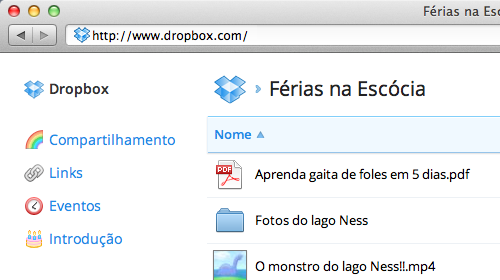 Férias na Escó
http://www.dropbox.com/
Dropbox
Férias na Escócia
Compartilhamento
Links
Eventos
Introdução
Nome
PDF
Aprenda gaita de foles em 5 dias.pdf
Fotos do lago Ness
O monstro do lago Ness!!.mp4